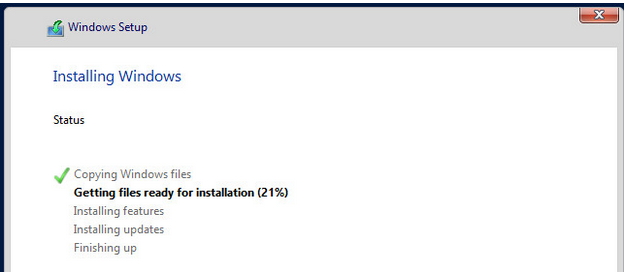 Windows Setup
Installing Windows
Status
Copying Windows files
Getting files ready for installation (21%)
Installing features
Installing updates
Finishing up